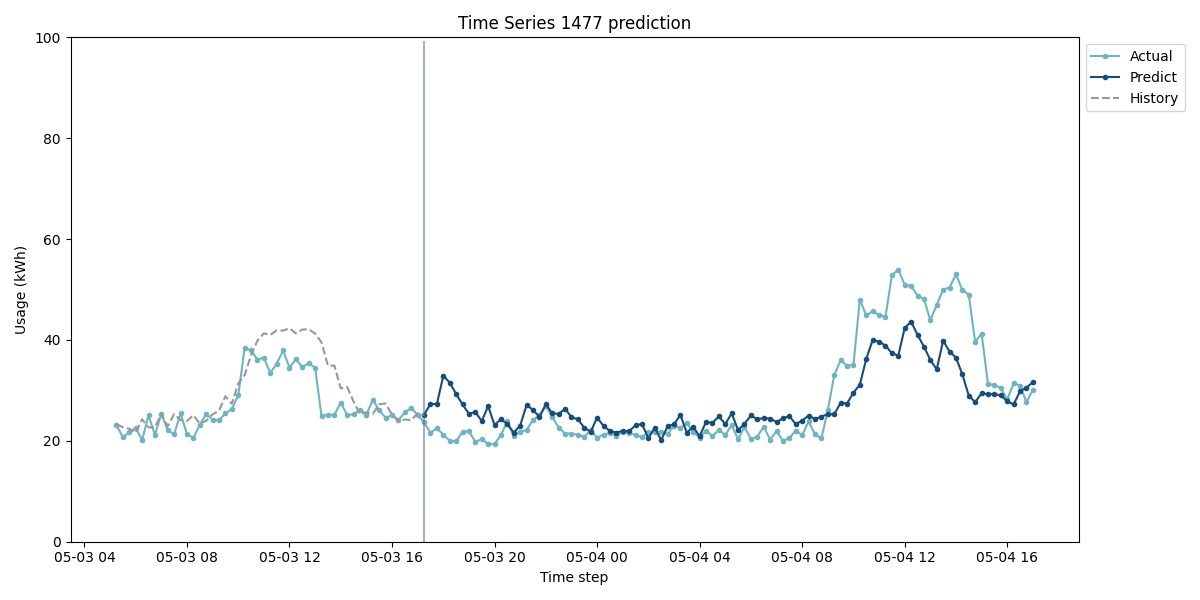 Time Series 1477 prediction
Actual
Predict
History
Usage (kWh)
100
80
60
40
20
0
05-03 04 05-03 08 05-03 12 05-03 16 05-03 20 05-04 00 05-04 04 05-04 08 05-04 12 05-04 16
Time step